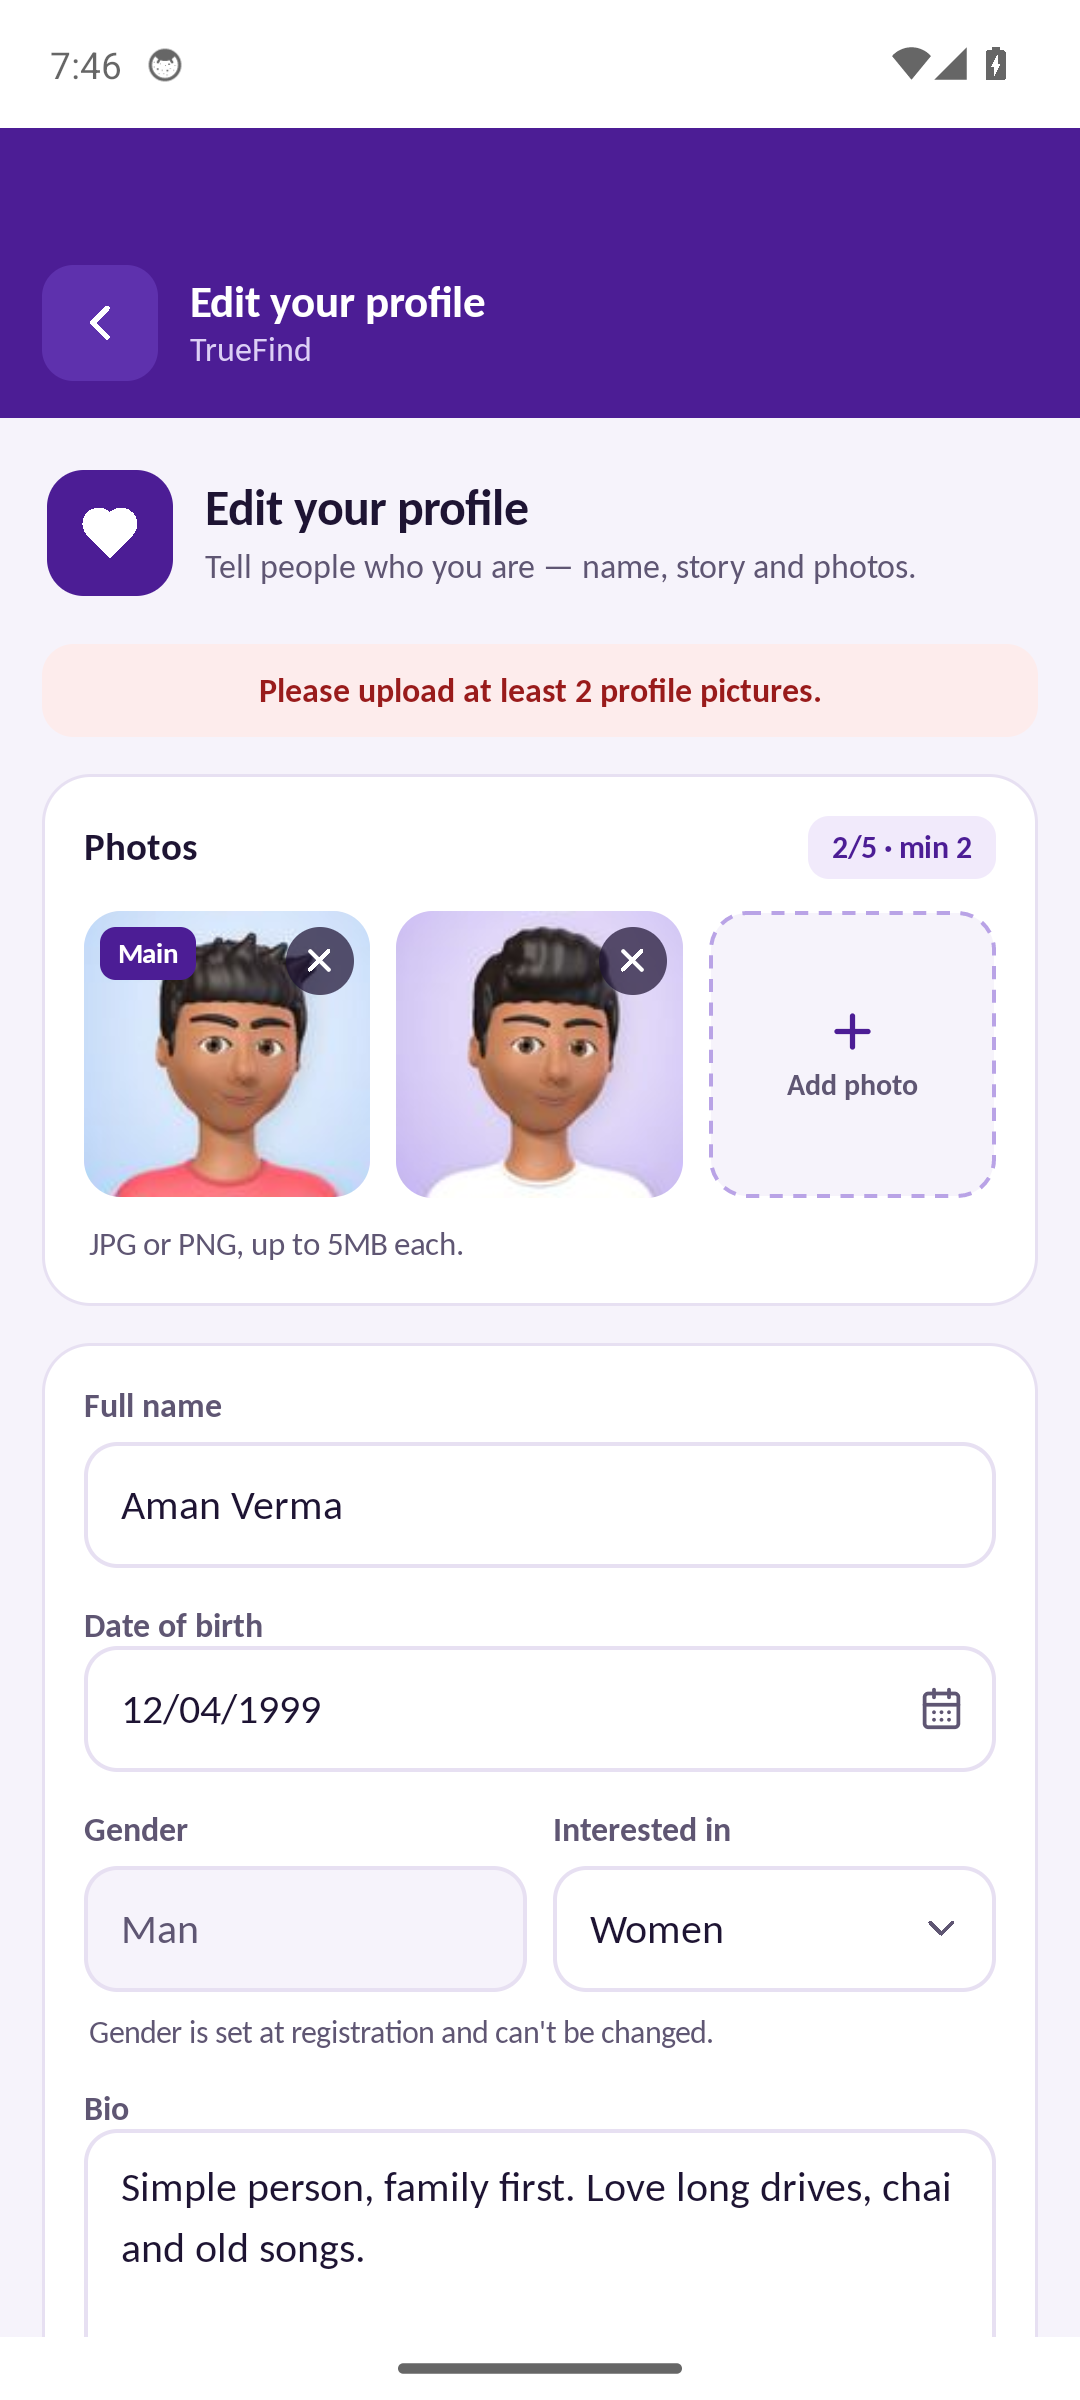 7:46
Edit your profile
TrueFind
Edit your profile
Tell people who you are — name, story and photos.
Please upload at least 2 profile pictures.
Photos
2/5 · min 2
Main
Add photo
JPG or PNG, up to 5MB each.
Full name
Aman Verma
Date of birth
12/04/1999
Gender
Interested in
Man
Women
Gender is set at registration and can't be changed.
Bio
Simple person, family first. Love long drives, chai
and old songs.